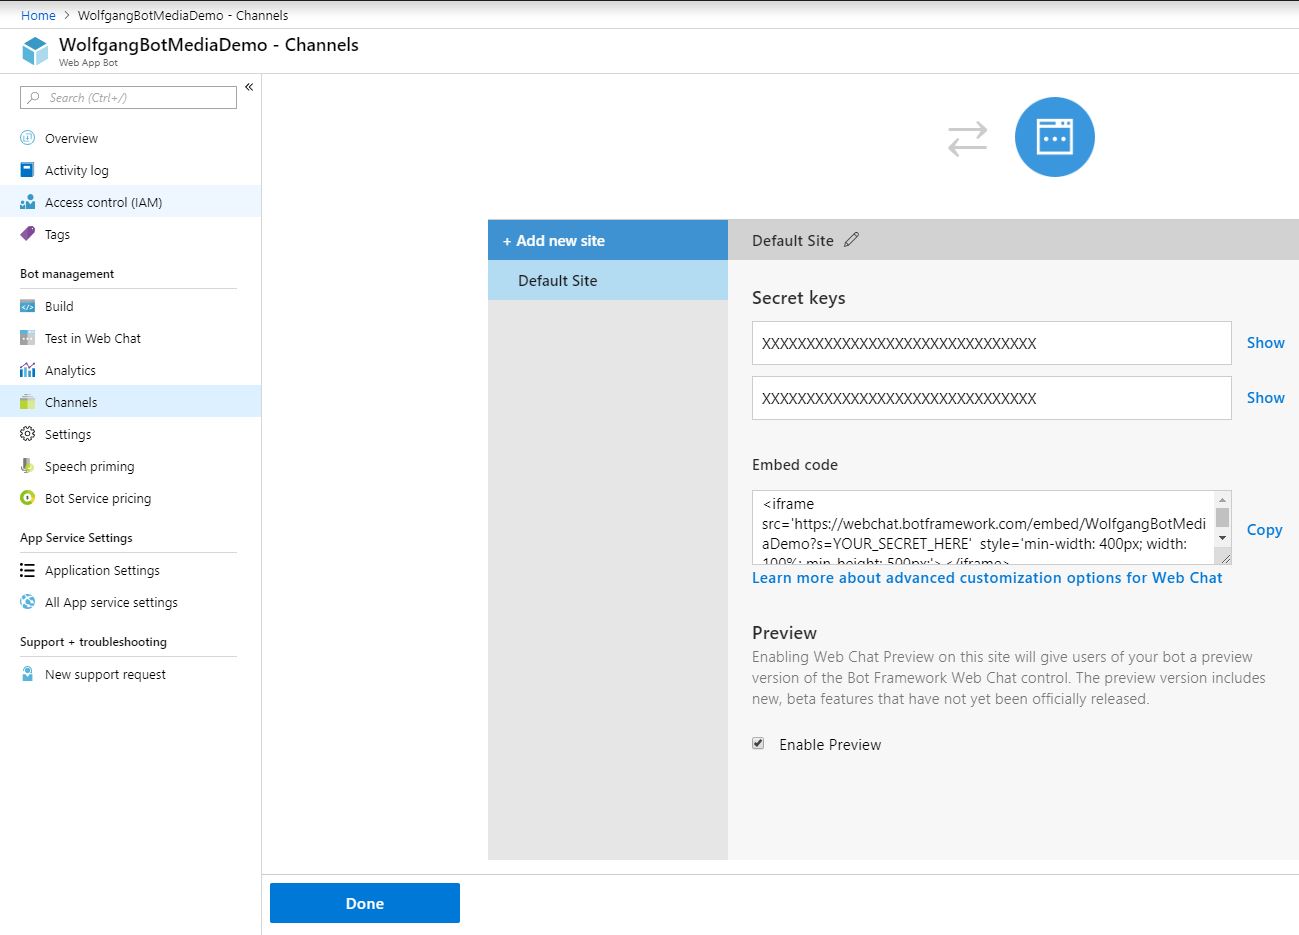 Home > WolfgangBotMediaDemo - Channels
WolfgangBotMediaDemo - Channels
Web App Bot
Search (Ctrl+/)
«
Overview
Activity log
Access control (IAM)
Tags
Bot management
Build
Test in Web Chat
Analytics
Channels
Settings
Speech priming
Bot Service pricing
App Service Settings
Application Settings
All App service settings
Support + troubleshooting
New support request
+ Add new site
Default Site
Default Site
Secret keys
XXXXXXXXXXXXXXXXXXXXXXXXXXXXXXX
Show
XXXXXXXXXXXXXXXXXXXXXXXXXXXXXXX
Show
Embed code
<iframe
src='https://webchat.botframework.com/embed/WolfgangBotMedi
aDemo?s=YOUR_SECRET_HERE' style='min-width: 400px; width:
100%; min-height: 500px;'></iframe>
Copy
Learn more about advanced customization options for Web Chat
Preview
Enabling Web Chat Preview on this site will give users of your bot a preview
version of the Bot Framework Web Chat control. The preview version includes
new, beta features that have not yet been officially released.
Enable Preview
Done